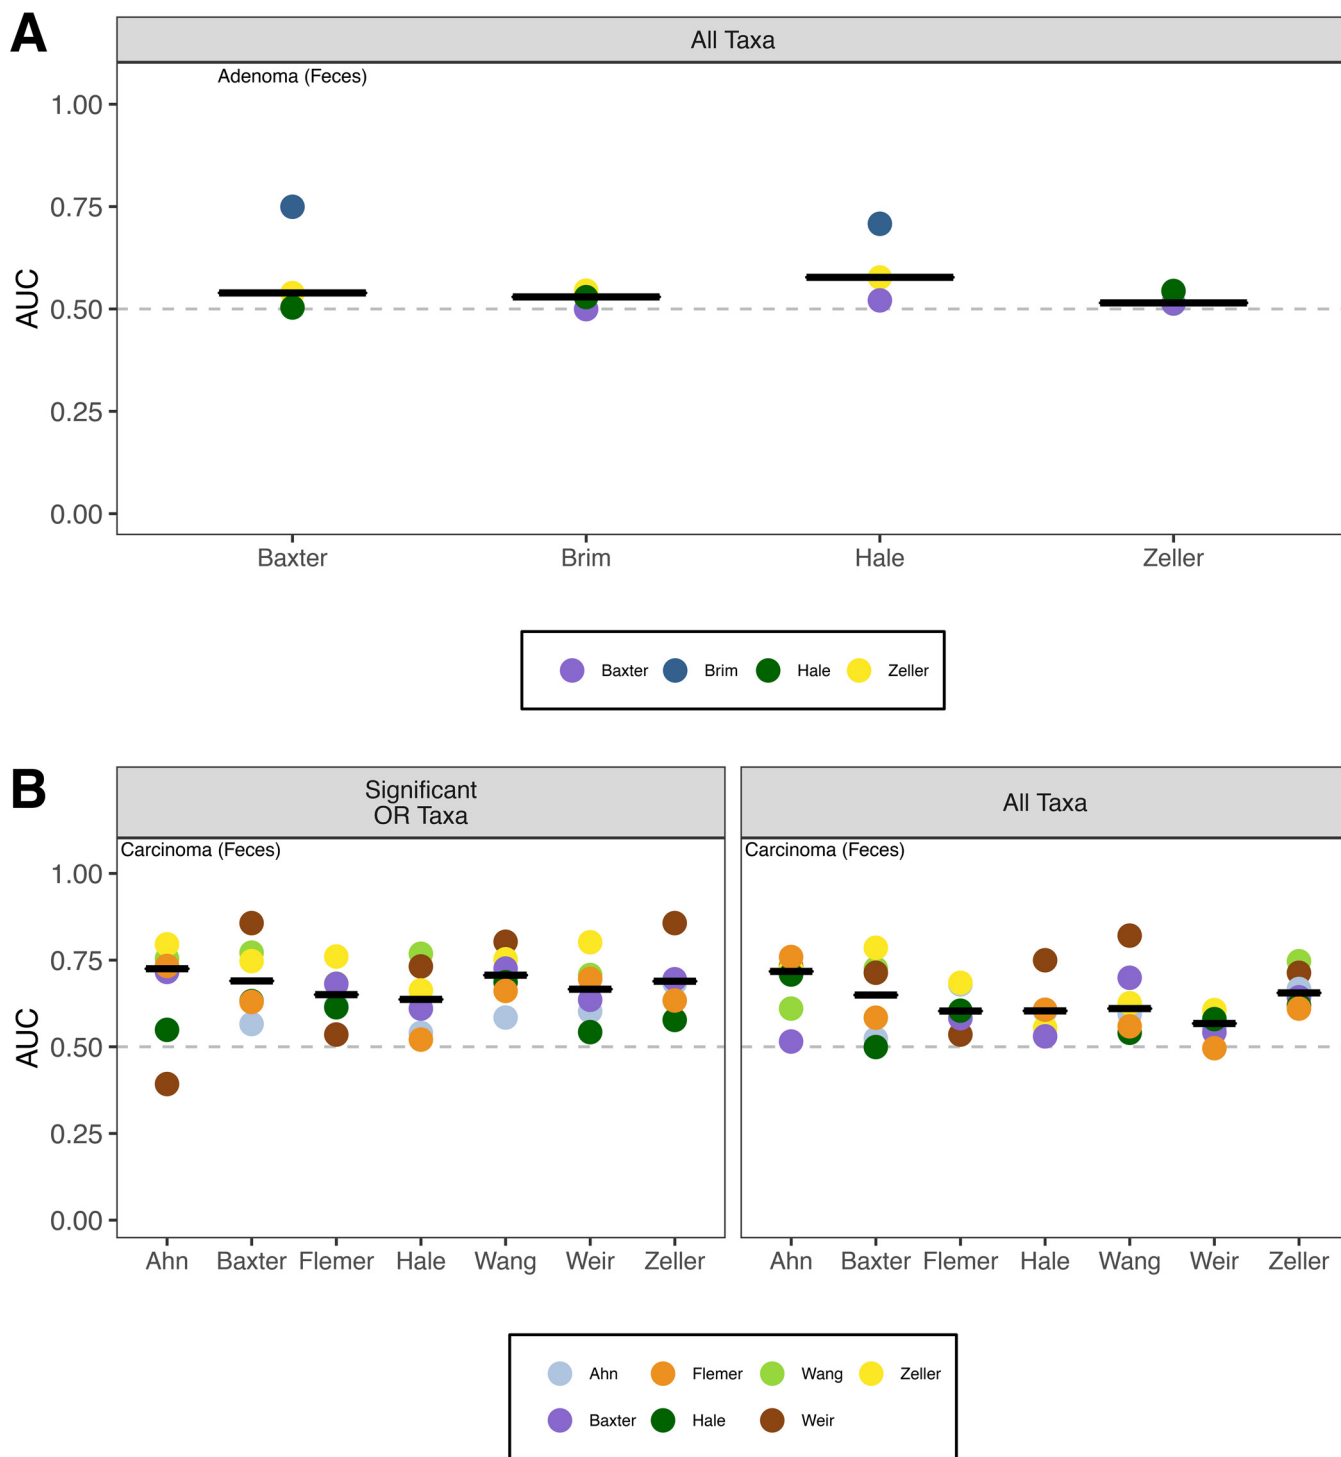 A
All Taxa
Adenoma (Feces)
1.00
0.75
0.50
0.25
0.00
AUC
Baxter Brim Hale Zeller
Baxter Brim Hale Zeller
B
Significant
OR Taxa
All Taxa
Carcinoma (Feces)
Carcinoma (Feces)
1.00
0.75
0.50
0.25
0.00
AUC
Ahn Baxter Flemer Hale Wang Weir Zeller
Ahn Baxter Flemer Hale Wang Weir Zeller
Ahn Flemer Wang Zeller
Baxter Hale Weir